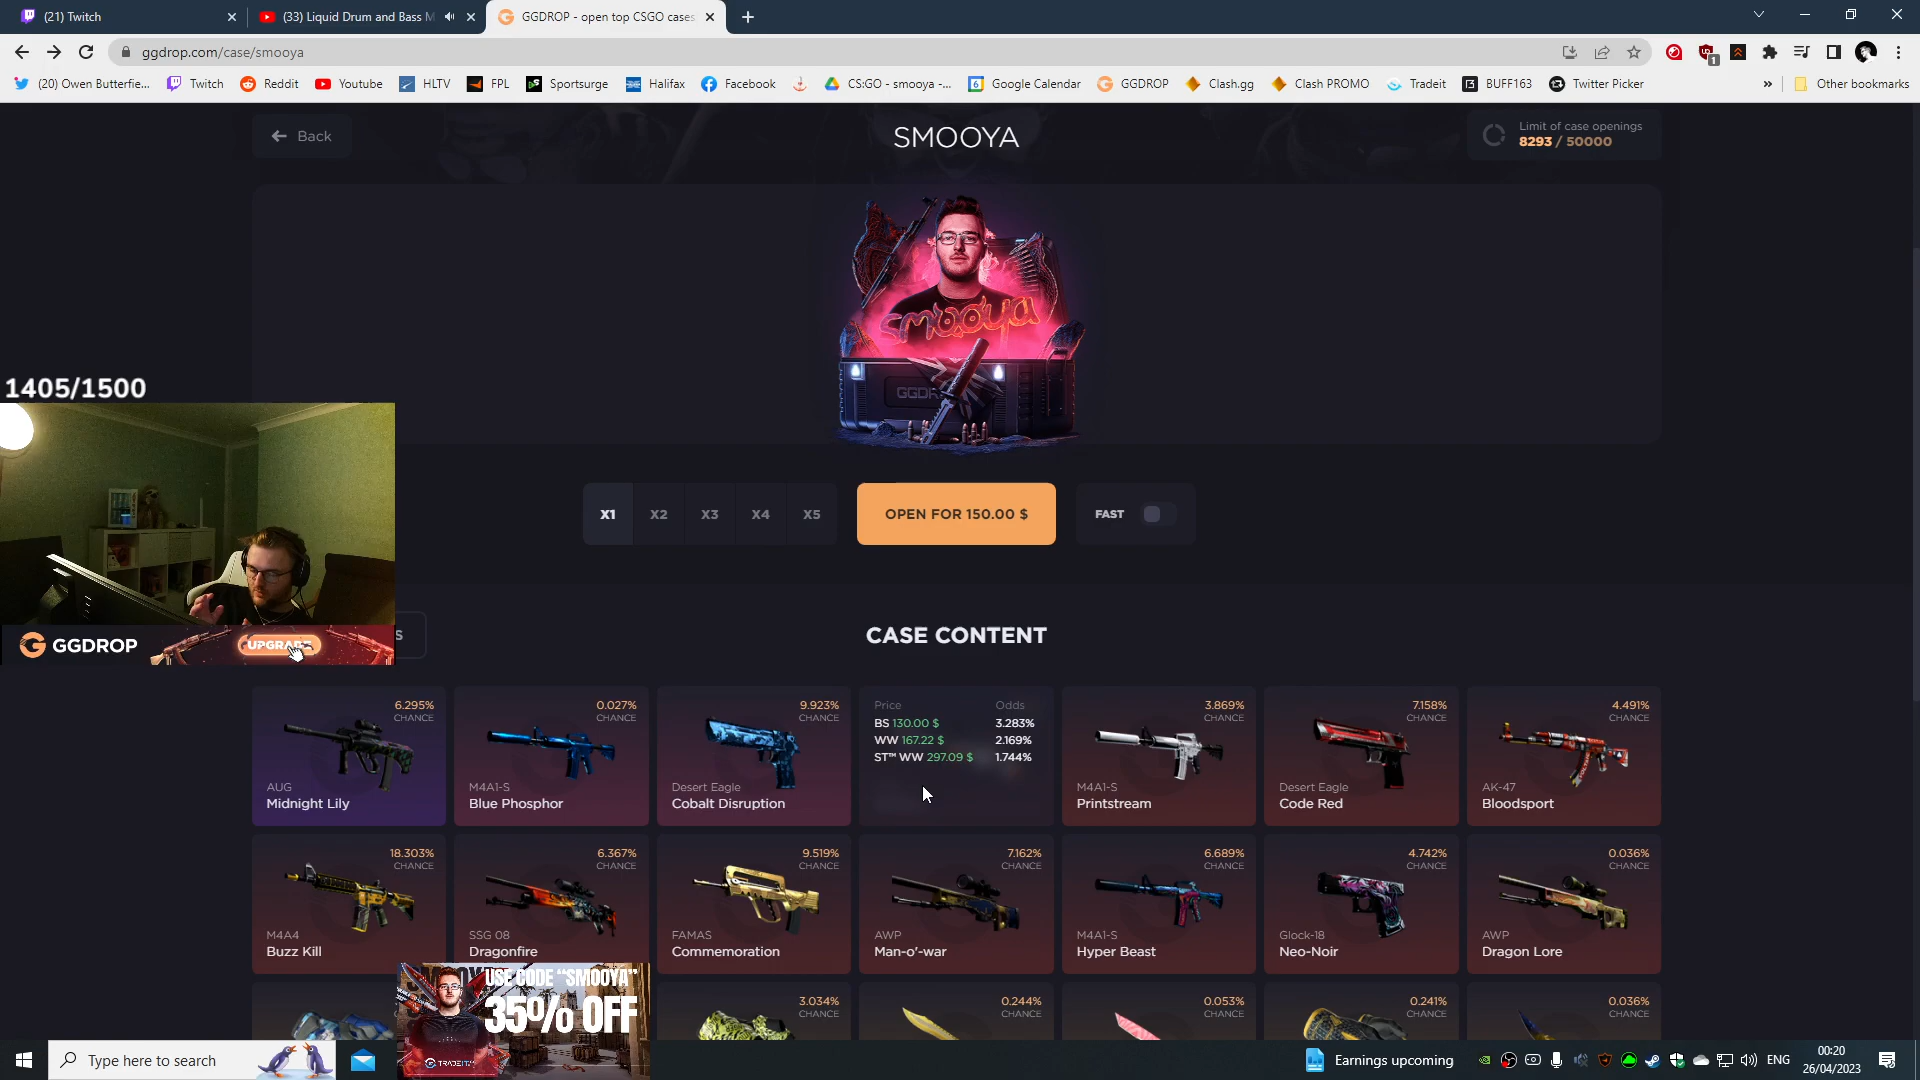 (21) Twitch
(33) Liquid Drum and Bass M
GGDROP - open top CSGO cases
ggdrop.com/case/smooya
1
(20) Owen Butterfie...
Twitch
Reddit
Youtube
HLTV
FPL
Sportsurge
Halifax
Facebook
CS:GO - smooya -...
6
Google Calendar
GGDROP
Clash.gg
Clash PROMO
Tradeit
BUFF163
Twitter Picker
»
Other bookmarks
Back
SMOOYA
Limit of case openings
8293 / 50000
smooya
1405/1500
X1
X2
X3
X4
X5
OPEN FOR 150.00 $
FAST
GGDROP
S
CASE CONTENT
6.295%
CHANCE
AUG
Midnight Lily
0.027%
CHANCE
M4A1-S
Blue Phosphor
9.923%
CHANCE
Desert Eagle
Cobalt Disruption
Price Odds
BS 130.00 $ 3.283%
WW 167.22 $ 2.169%
ST™ WW 297.09 $ 1.744%
3.869%
CHANCE
M4A1-S
Printstream
7.158%
CHANCE
Desert Eagle
Code Red
4.491%
CHANCE
AK-47
Bloodsport
18.303%
CHANCE
M4A4
Buzz Kill
6.367%
CHANCE
SSG 08
Dragonfire
9.519%
CHANCE
FAMAS
Commemoration
7.162%
CHANCE
AWP
Man-o'-war
6.689%
CHANCE
M4A1-S
Hyper Beast
4.742%
CHANCE
Glock-18
Neo-Noir
0.036%
CHANCE
AWP
Dragon Lore
USE CODE "SMOOYA"
35% OFF
TRADEIT
3.034%
CHANCE
0.244%
CHANCE
0.053%
CHANCE
0.241%
CHANCE
0.036%
CHANCE
Type here to search
Earnings upcoming
ENG
00:20
26/04/2023